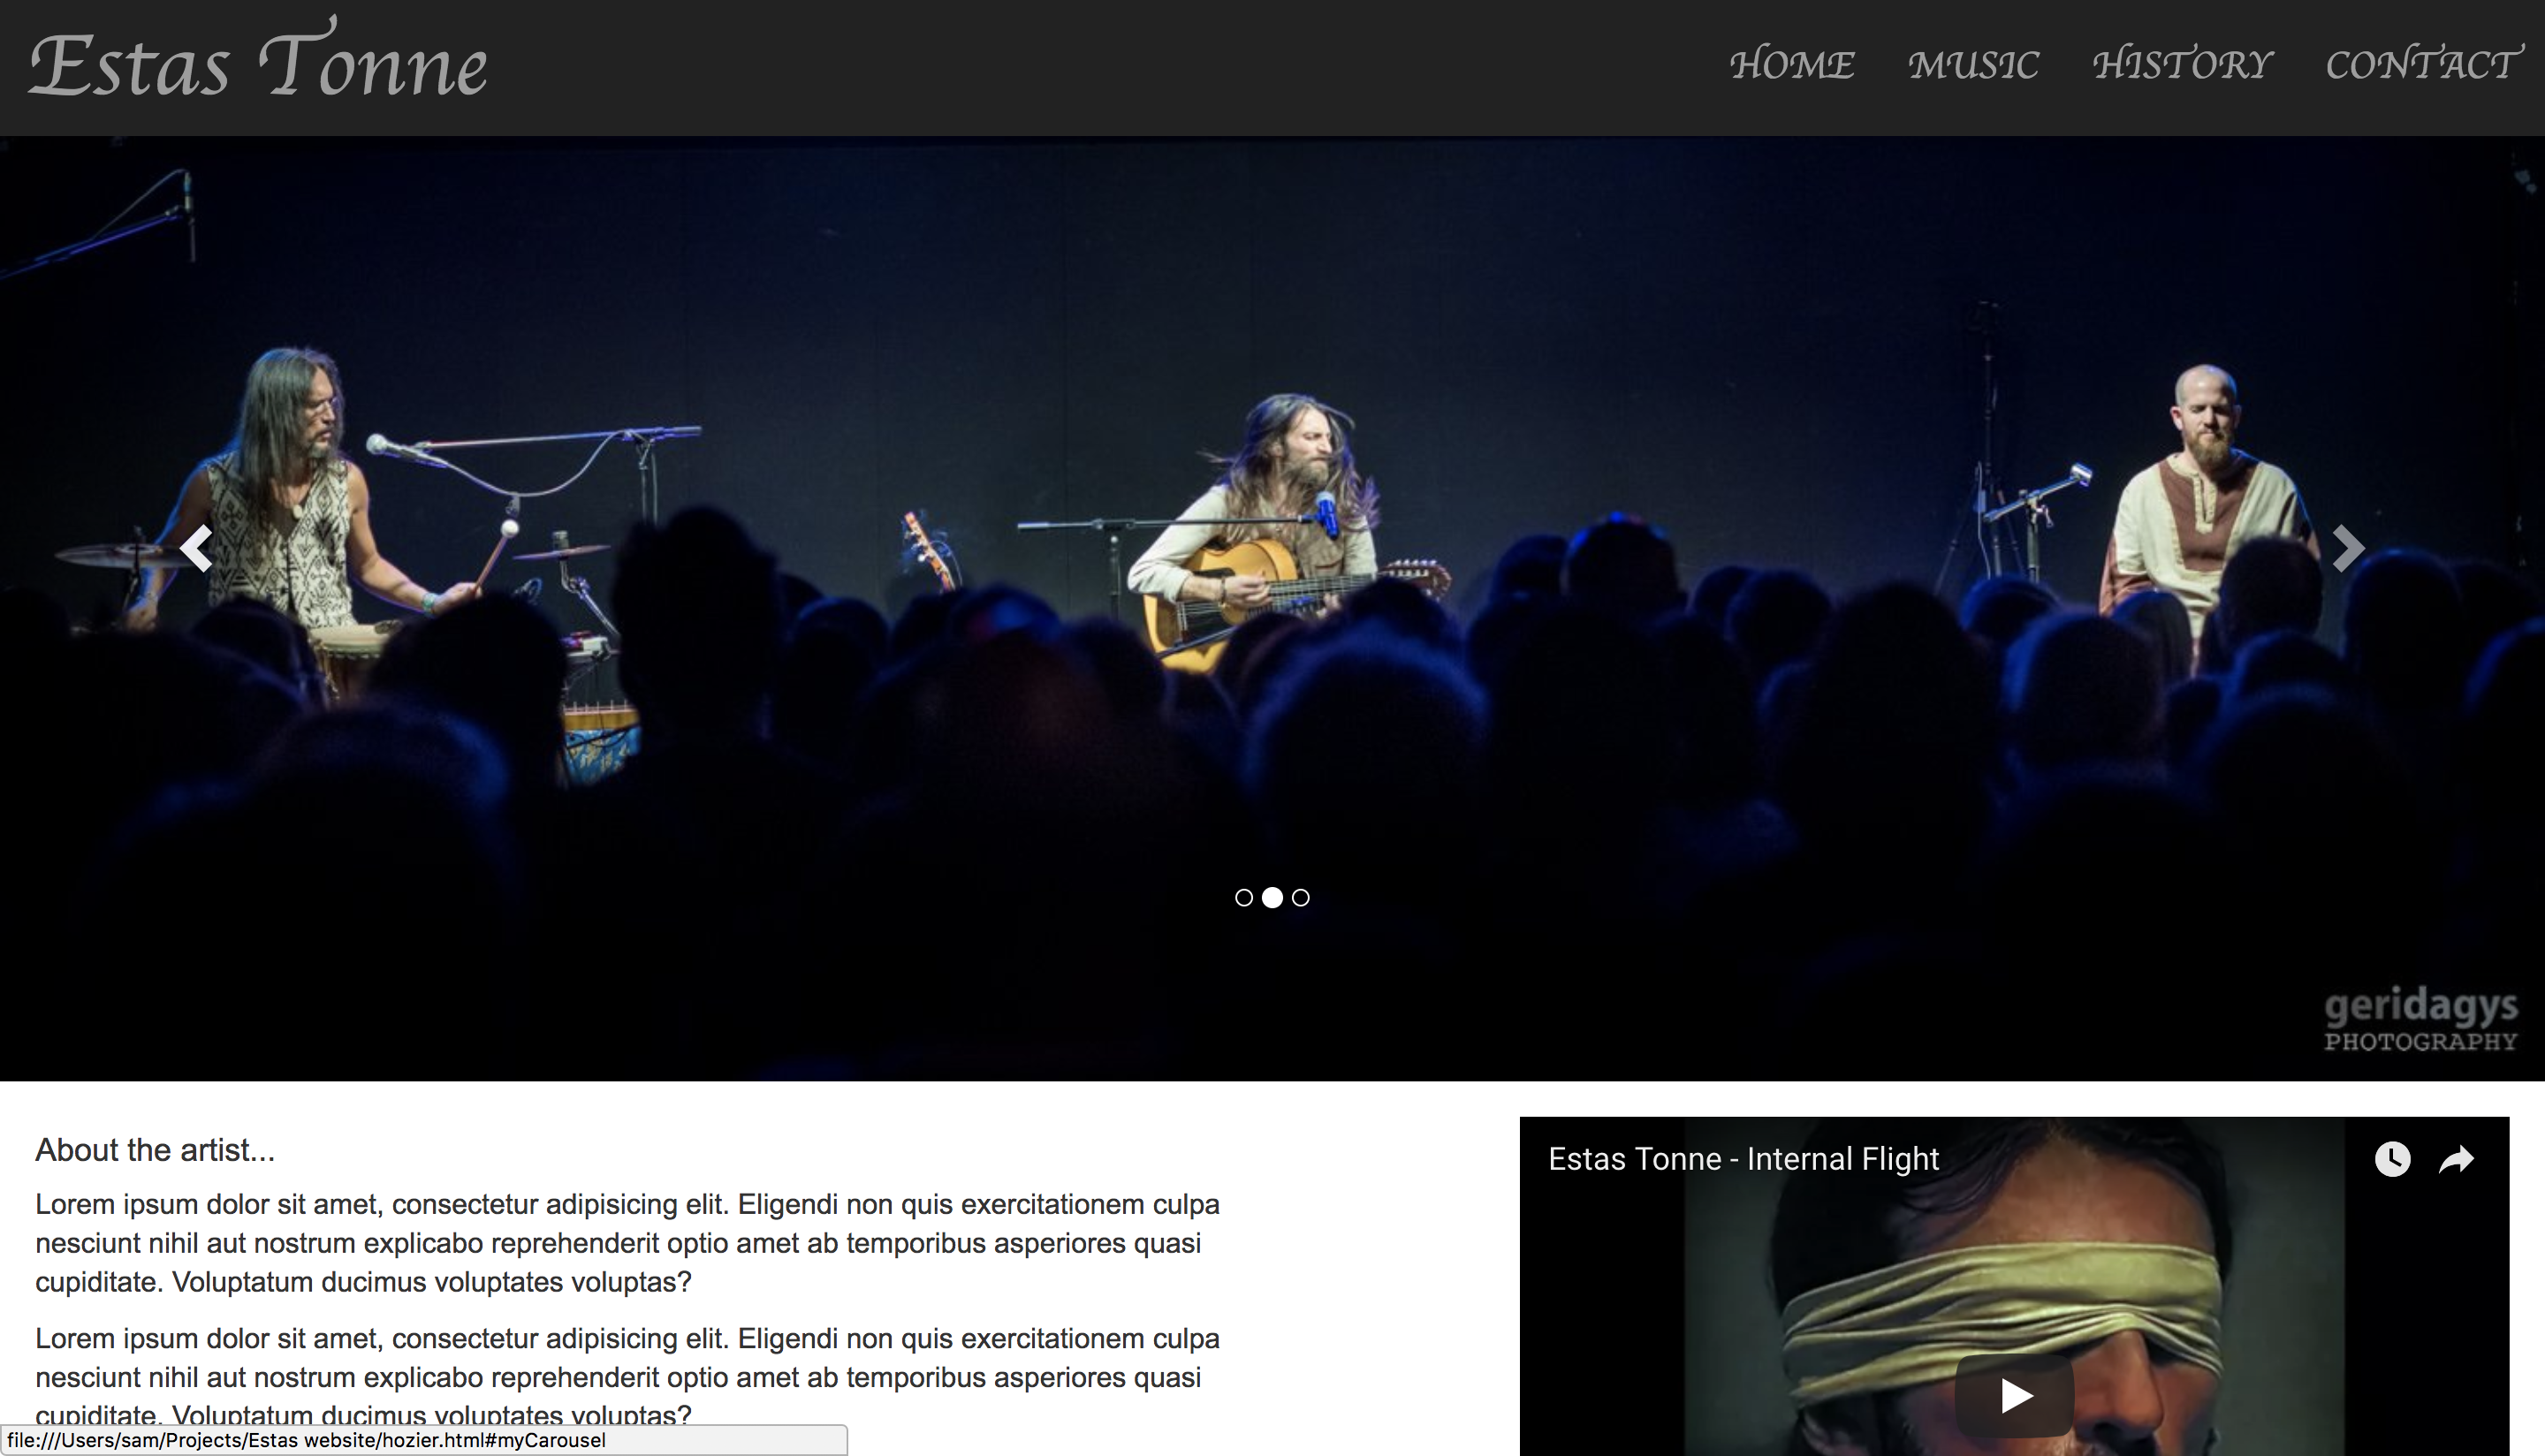 Estas Tonne
HOME MUSIC HISTORY CONTACT
geridagys
PHOTOGRAPHY
About the artist...
Lorem ipsum dolor sit amet, consectetur adipisicing elit. Eligendi non quis exercitationem culpa
nesciunt nihil aut nostrum explicabo reprehenderit optio amet ab temporibus asperiores quasi
cupiditate. Voluptatum ducimus voluptates voluptas?
Lorem ipsum dolor sit amet, consectetur adipisicing elit. Eligendi non quis exercitationem culpa
nesciunt nihil aut nostrum explicabo reprehenderit optio amet ab temporibus asperiores quasi
cupiditate. Voluptatum ducimus voluptates voluptas?
Estas Tonne - Internal Flight
file:///Users/sam/Projects/Estas website/hozier.html#myCarousel